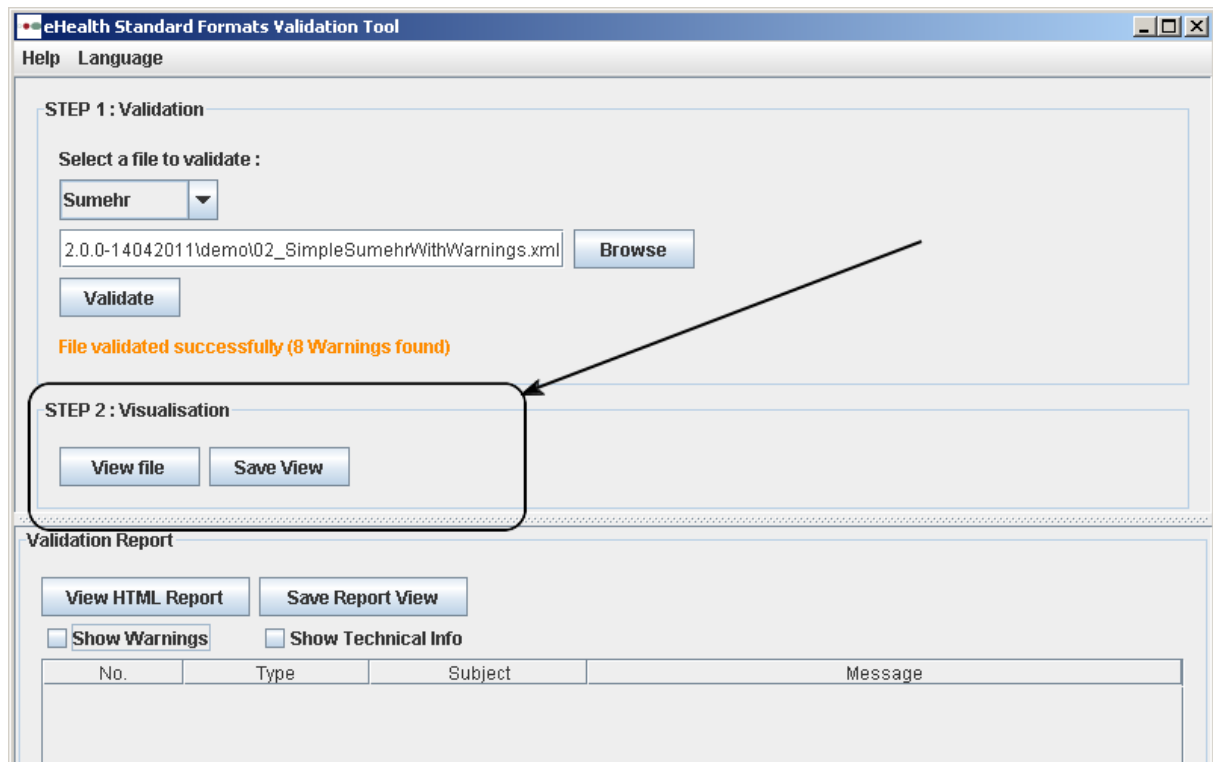 eHealth Standard Formats Validation Tool
Help Language
STEP 1 : Validation
Select a file to validate :
Sumehr
2.0.0-14042011\demo\02_SimpleSumehrWithWarnings.xml Browse
Validate
File validated successfully (8 Warnings found)
STEP 2 : Visualisation
View file Save View
Validation Report
View HTML Report Save Report View
Show Warnings Show Technical Info
No. Type Subject Message